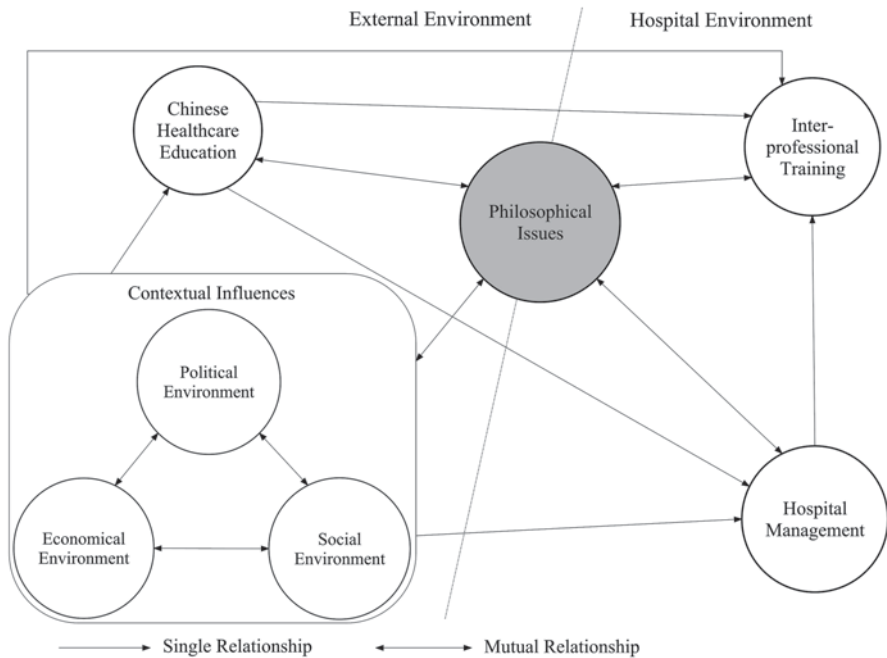 External Environment
Hospital Environment
Chinese
Healthcare
Education
Inter-
professional
Training
Philosophical
Issues
Contextual Influences
Political
Environment
Economical
Environment
Social
Environment
Hospital
Management
Single Relationship
Mutual Relationship